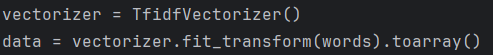 vectorizer = TfidfVectorizer()
data = vectorizer.fit_transform(words).toarray()